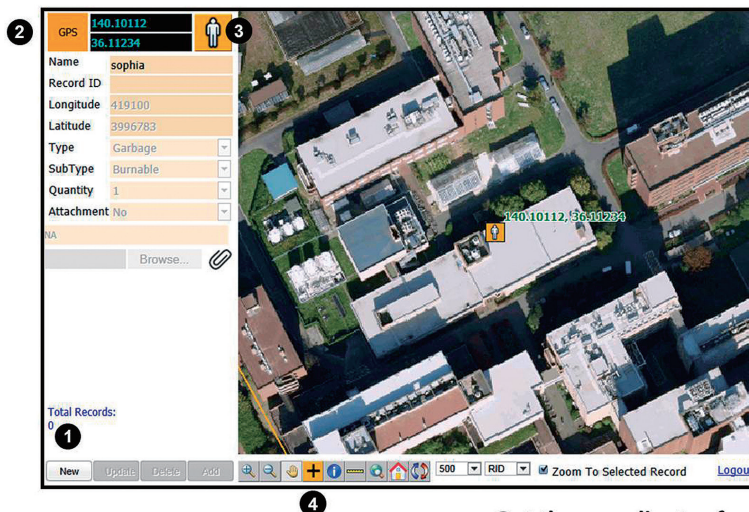 2
GPS
140.10112
36.11234
3
Name sophia
Record ID
Longitude 419100
Latitude 3996783
Type Garbage
SubType Burnable
Quantity 1
Attachment No
NA
Browse...
140.10112, 36.11234
Total Records:
0
1
New Update Delete Add
500 RID Zoom To Selected Record Logou
4